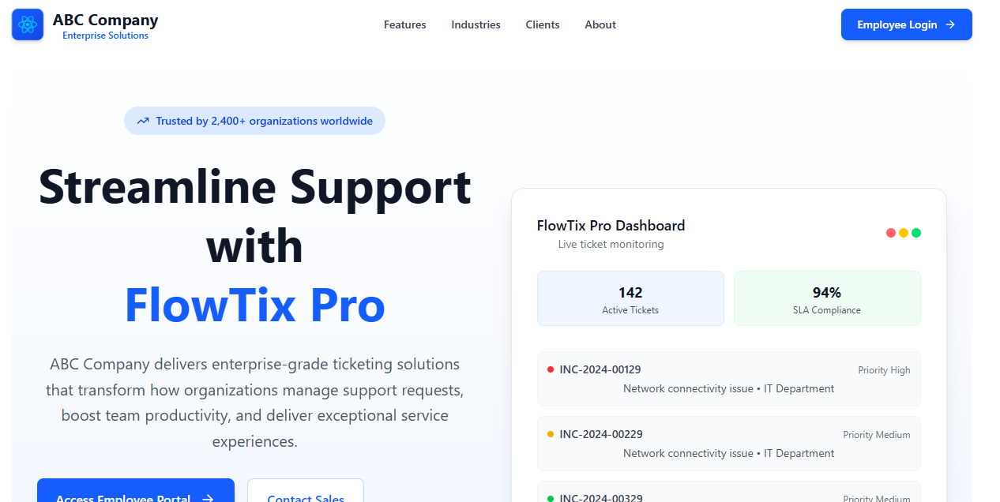 ABC Company
Enterprise Solutions
Features
Industries
Clients
About
Employee Login
Trusted by 2,400+ organizations worldwide
Streamline Support
with
FlowTix Pro
ABC Company delivers enterprise-grade ticketing solutions
that transform how organizations manage support requests,
boost team productivity, and deliver exceptional service
experiences.
Access Employee Portal
Contact Sales
FlowTix Pro Dashboard
Live ticket monitoring
142
Active Tickets
94%
SLA Compliance
INC-2024-00129
Priority High
Network connectivity issue • IT Department
INC-2024-00229
Priority Medium
Network connectivity issue • IT Department
INC-2024-00329
Priority Medium